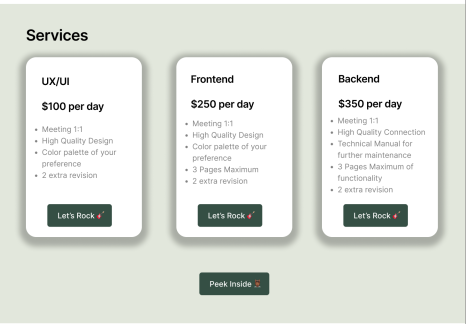 Services
UX/UI
$100 per day
• Meeting 1:1
• High Quality Design
• Color palette of your
preference
• 2 extra revision
Let's Rock 🎸
Frontend
$250 per day
• Meeting 1:1
• High Quality Design
• Color palette of your
preference
• 3 Pages Maximum
• 2 extra revision
Let's Rock 🎸
Backend
$350 per day
• Meeting 1:1
• High Quality Connection
• Technical Manual for
further maintenance
• 3 Pages Maximum of
functionality
• 2 extra revision
Let's Rock 🎸
Peek Inside